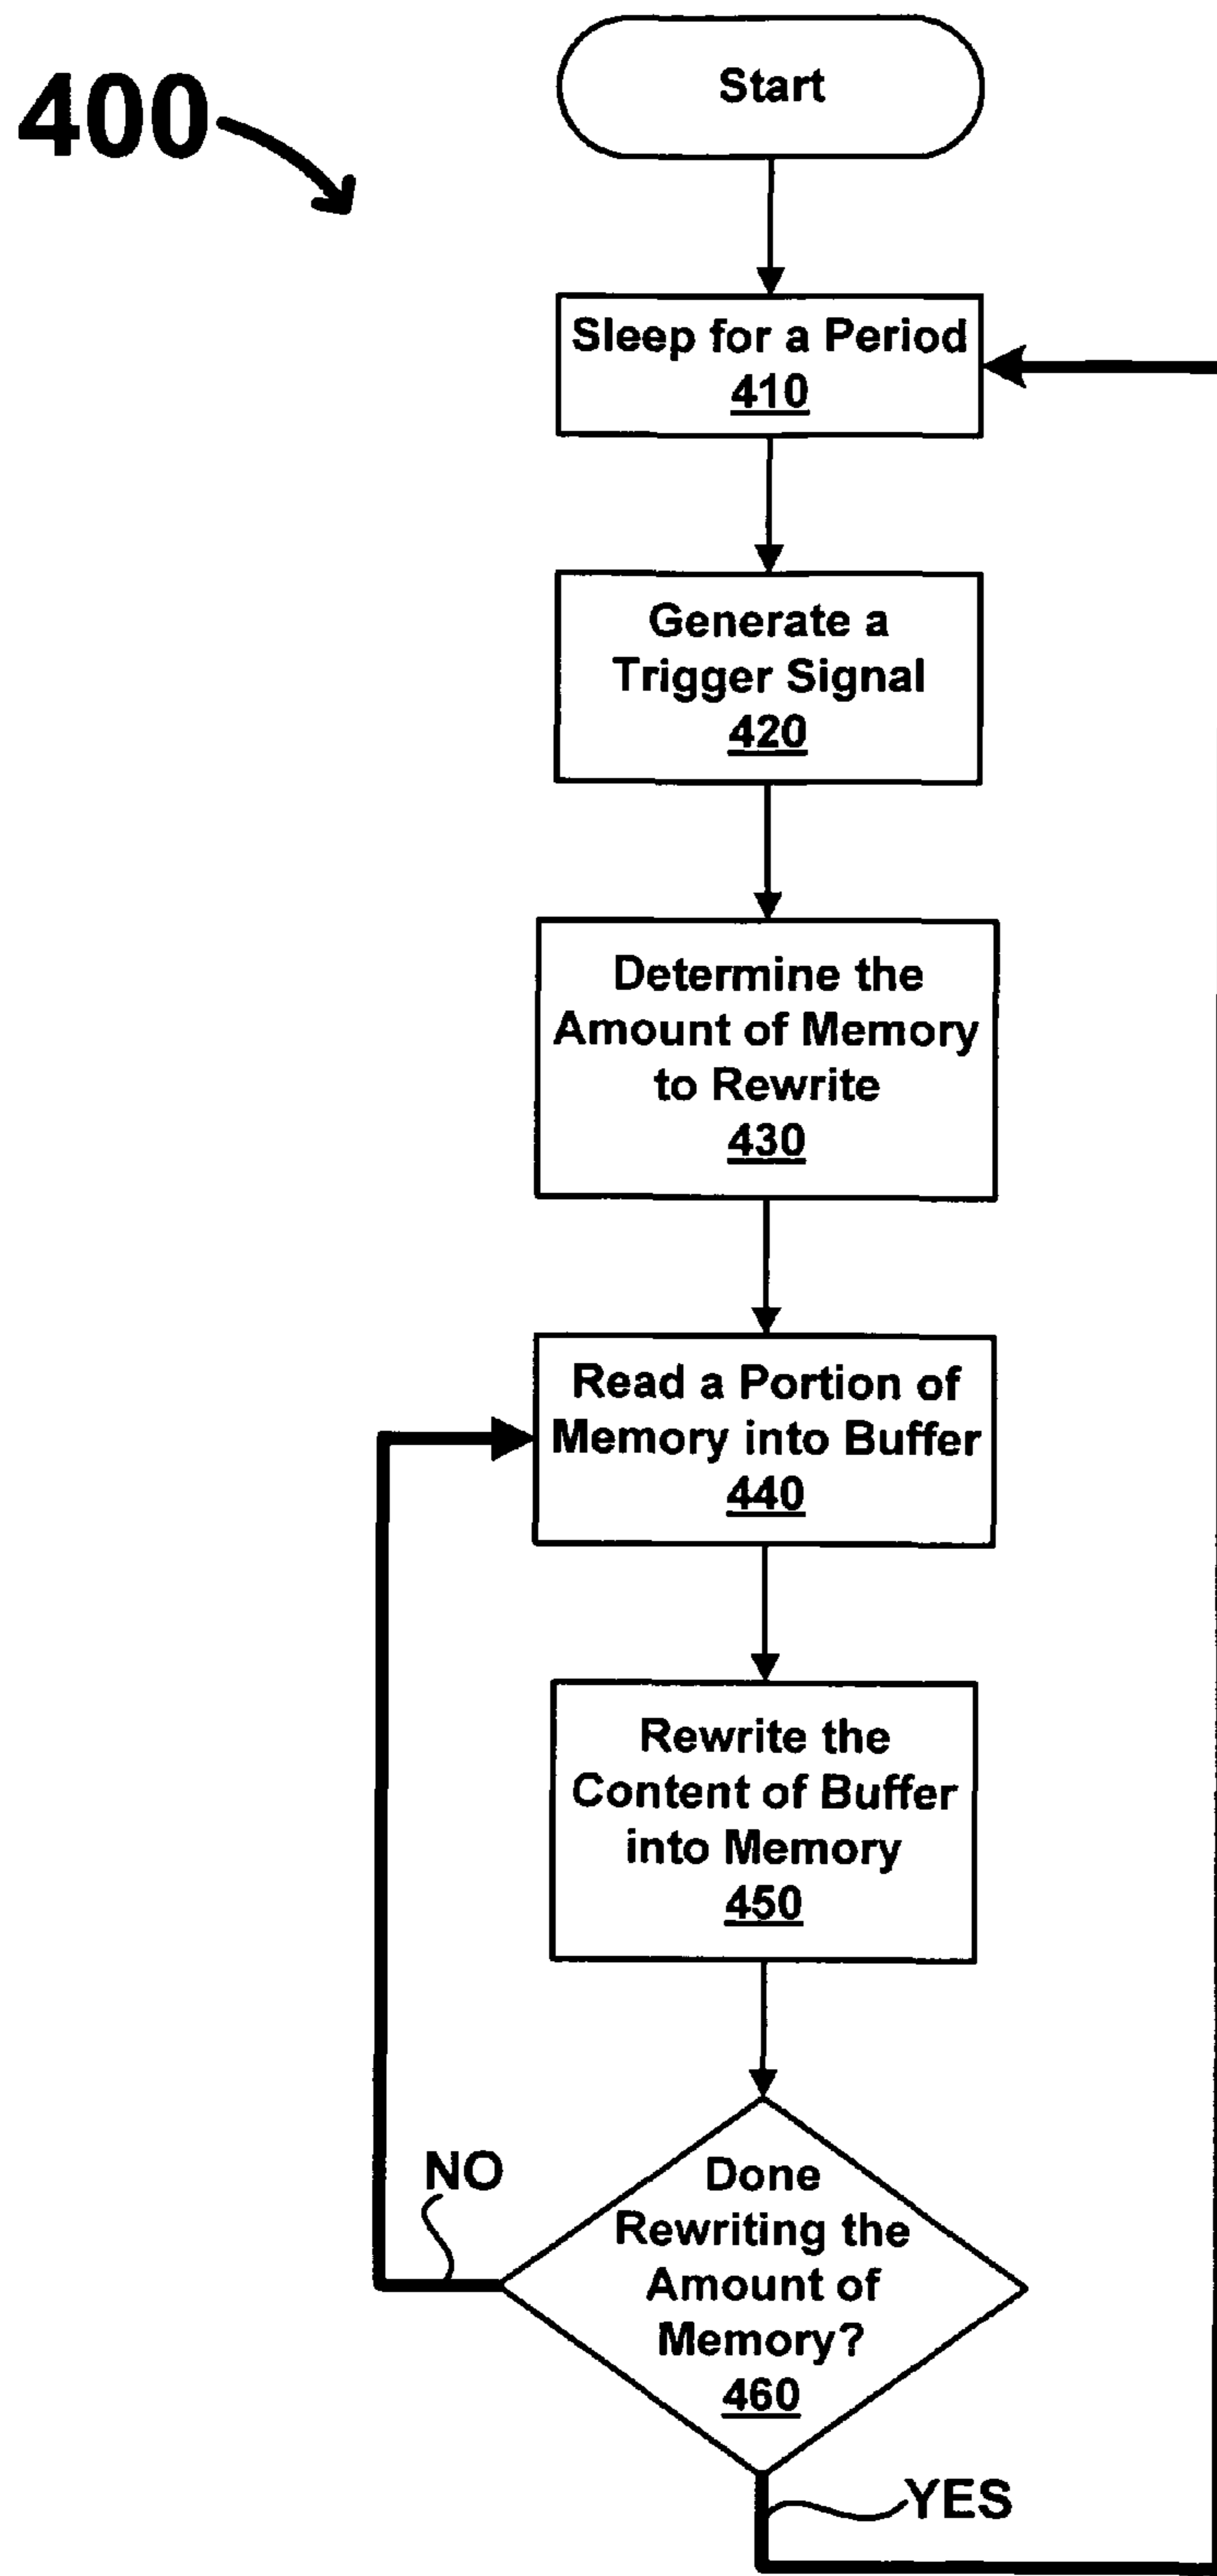 400
Start
Sleep for a Period
410
Generate a
Trigger Signal
420
Determine the
Amount of Memory
to Rewrite
430
Read a Portion of
Memory into Buffer
440
Rewrite the
Content of Buffer
into Memory
450
NO
Done
Rewriting the
Amount of
Memory?
460
YES